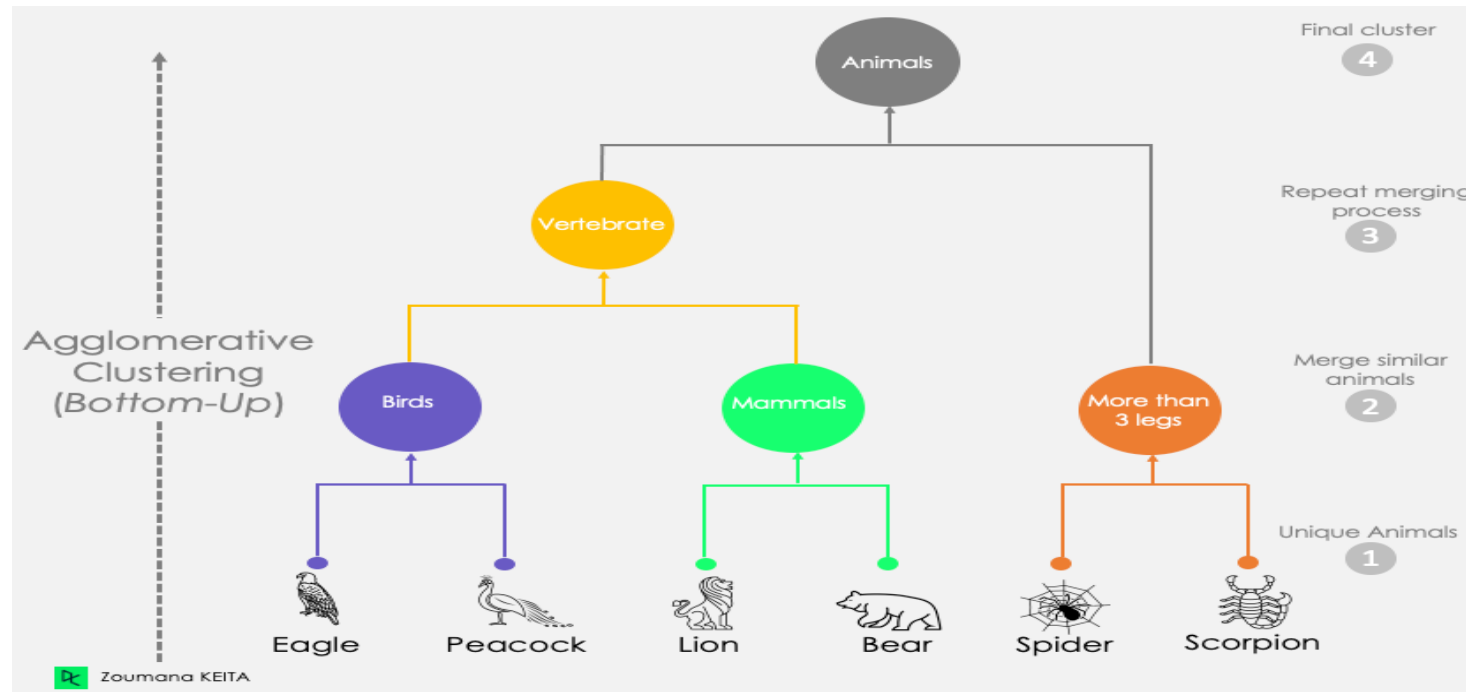 Final cluster
4
Animals
Repeat merging
process
3
Vertebrate
Agglomerative
Clustering
(Bottom-Up)
Merge similar
animals
2
Birds
Mammals
More than
3 legs
Unique Animals
1
Eagle
Peacock
Lion
Bear
Spider
Scorpion
DC Zoumana KEITA